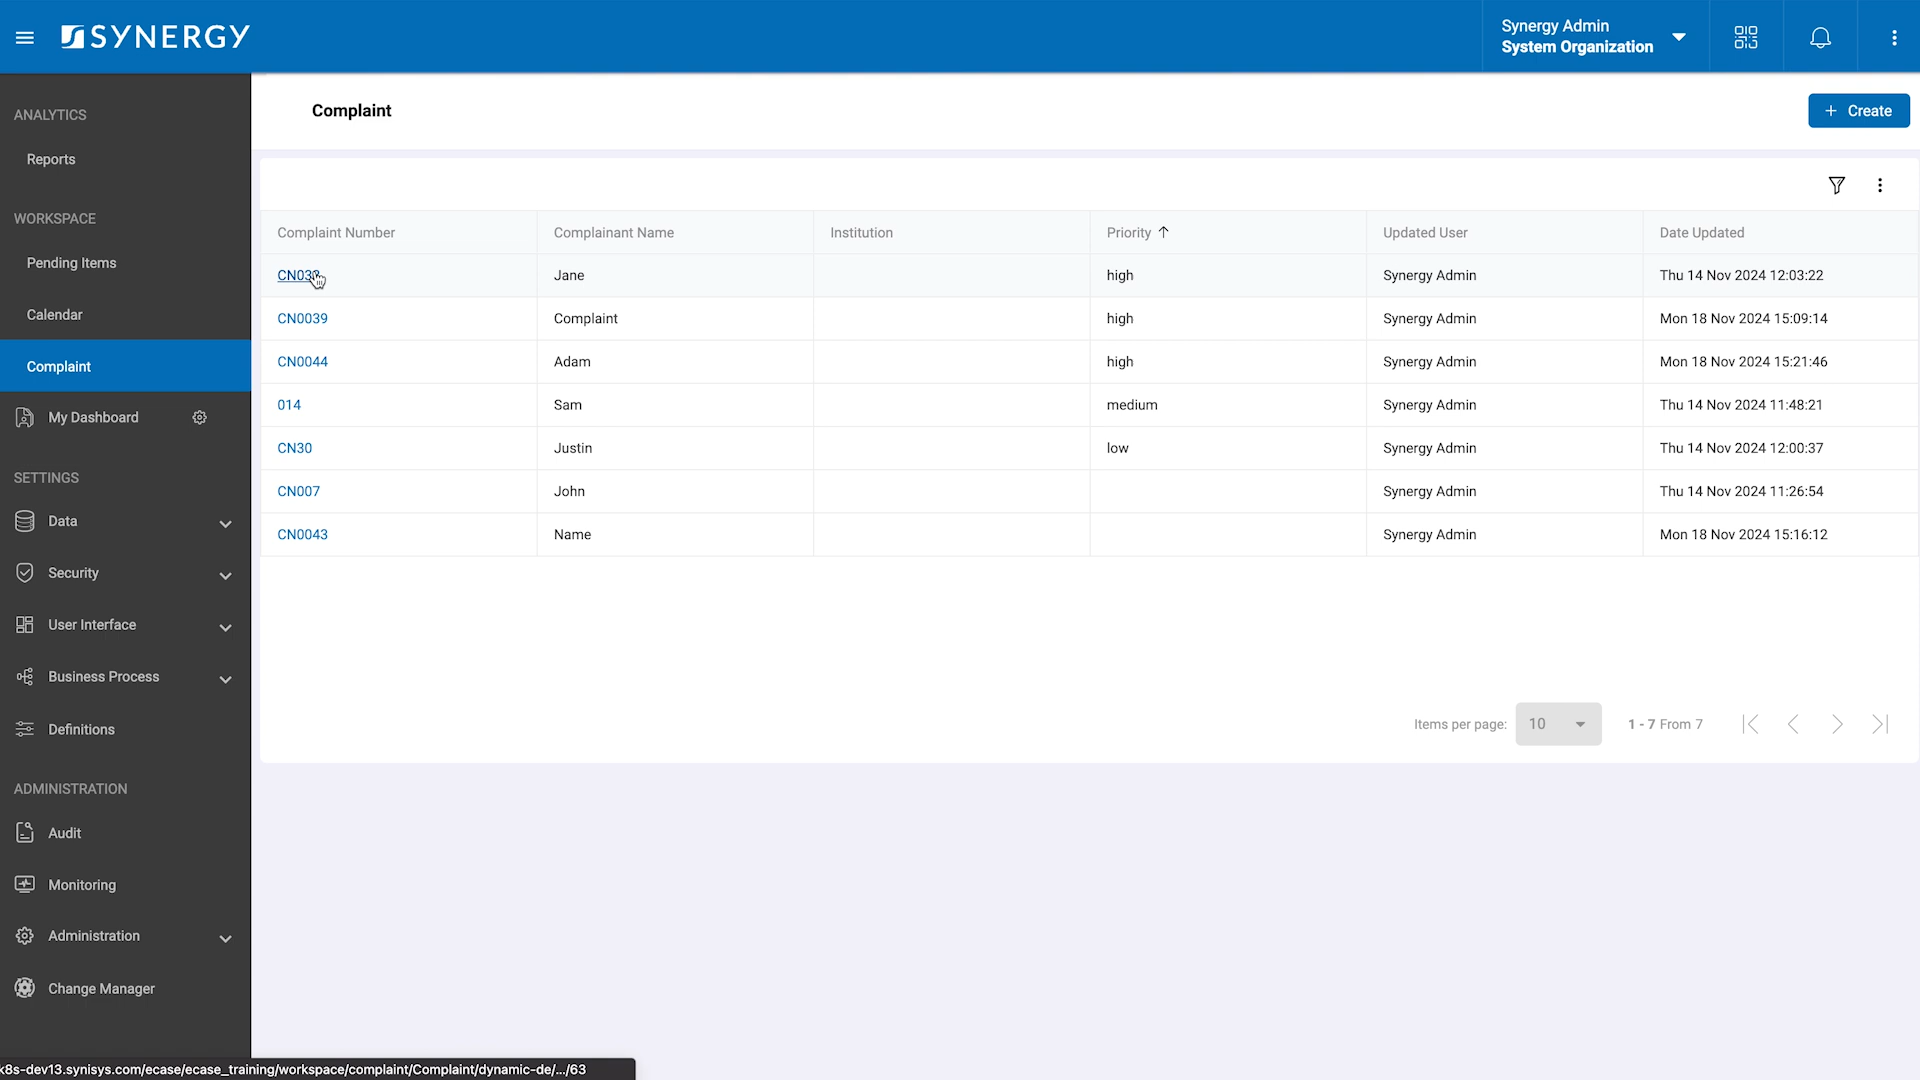 SYNERGY
Synergy Admin
System Organization
ANALYTICS
Reports
WORKSPACE
Pending Items
Calendar
Complaint
My Dashboard
SETTINGS
Data
Security
User Interface
Business Process
Definitions
ADMINISTRATION
Audit
Monitoring
Administration
Change Manager
Complaint
+ Create
Complaint Number Complainant Name Institution Priority Updated User Date Updated
Jane high Synergy Admin Thu 14 Nov 2024 12:03:22
CN0039 Complaint high Synergy Admin Mon 18 Nov 2024 15:09:14
CN0044 Adam high Synergy Admin Mon 18 Nov 2024 15:21:46
014 Sam medium Synergy Admin Thu 14 Nov 2024 11:48:21
CN30 Justin low Synergy Admin Thu 14 Nov 2024 12:00:37
CN007 John Synergy Admin Thu 14 Nov 2024 11:26:54
CN0043 Name Synergy Admin Mon 18 Nov 2024 15:16:12
Items per page: 10 1 - 7 From 7
k8s-dev13.synisys.com/ecase/ecase_training/workspace/complaint/Complaint/dynamic-de/.../63